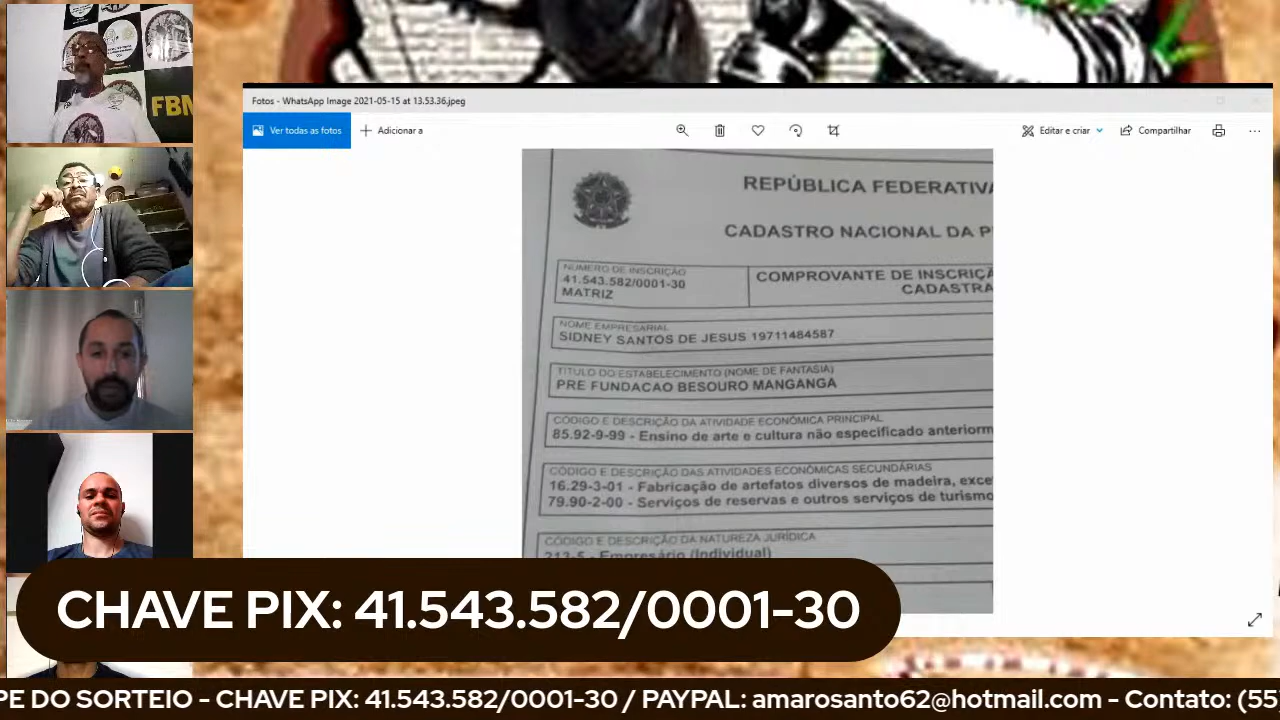 FBM
Fotos - WhatsApp Image 2021-05-15 at 13.53.36.jpeg
Ver todas as fotos
Adicionar a
Editar e criar
Compartilhar
REPÚBLICA FEDERATIVA
CADASTRO NACIONAL DA P
NÚMERO DE INSCRIÇÃO
41.543.582/0001-30
MATRIZ
COMPROVANTE DE INSCRIÇÃ
CADASTRA
NOME EMPRESARIAL
SIDNEY SANTOS DE JESUS 19711484587
TÍTULO DO ESTABELECIMENTO (NOME DE FANTASIA)
PRE FUNDACAO BESOURO MANGANGA
CÓDIGO E DESCRIÇÃO DA ATIVIDADE ECONÔMICA PRINCIPAL
85.92-9-99 - Ensino de arte e cultura não especificado anteriorm
CÓDIGO E DESCRIÇÃO DAS ATIVIDADES ECONÔMICAS SECUNDÁRIAS
16.29-3-01 - Fabricação de artefatos diversos de madeira, exce
79.90-2-00 - Serviços de reservas e outros serviços de turismo
CÓDIGO E DESCRIÇÃO DA NATUREZA JURÍDICA
213-5 - Empresário (Individual)
CHAVE PIX: 41.543.582/0001-30
PE DO SORTEIO - CHAVE PIX: 41.543.582/0001-30 / PAYPAL: amarosanto62@hotmail.com - Contato: (55)